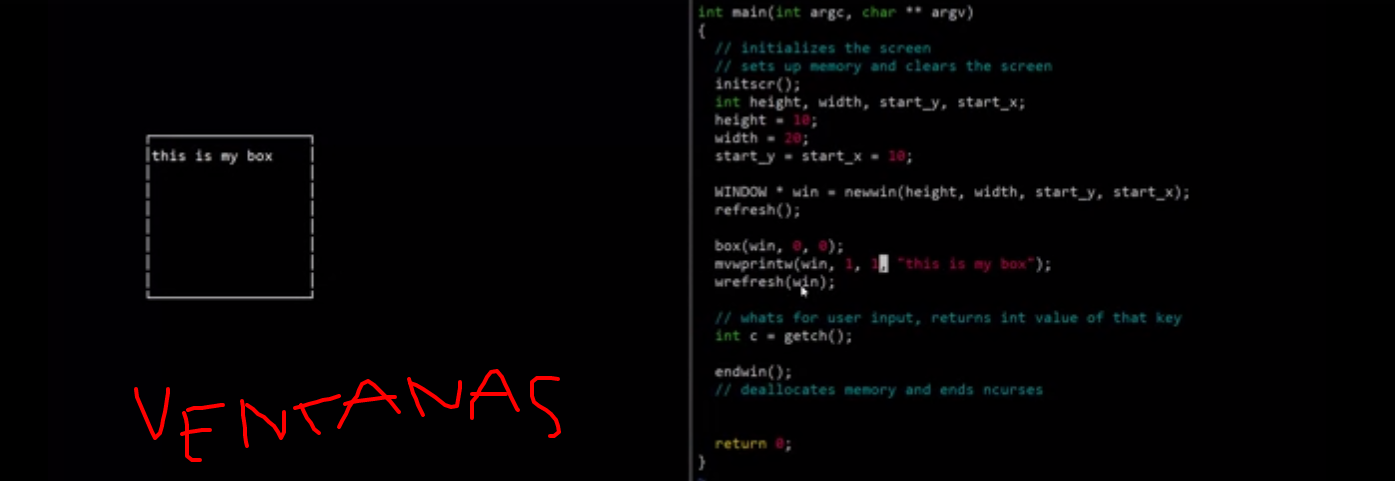 this is my box
VENTANAS
int main(int argc, char ** argv)
{
// initializes the screen
// sets up memory and clears the screen
initscr();
int height, width, start_y, start_x;
height = 10;
width = 20;
start_y = start_x = 10;
WINDOW * win = newwin(height, width, start_y, start_x);
refresh();
box(win, 0, 0);
mvwprintw(win, 1, 1, "this is my box");
wrefresh(win);
// whats for user input, returns int value of that key
int c = getch();
endwin();
// deallocates memory and ends ncurses
return 0;
}